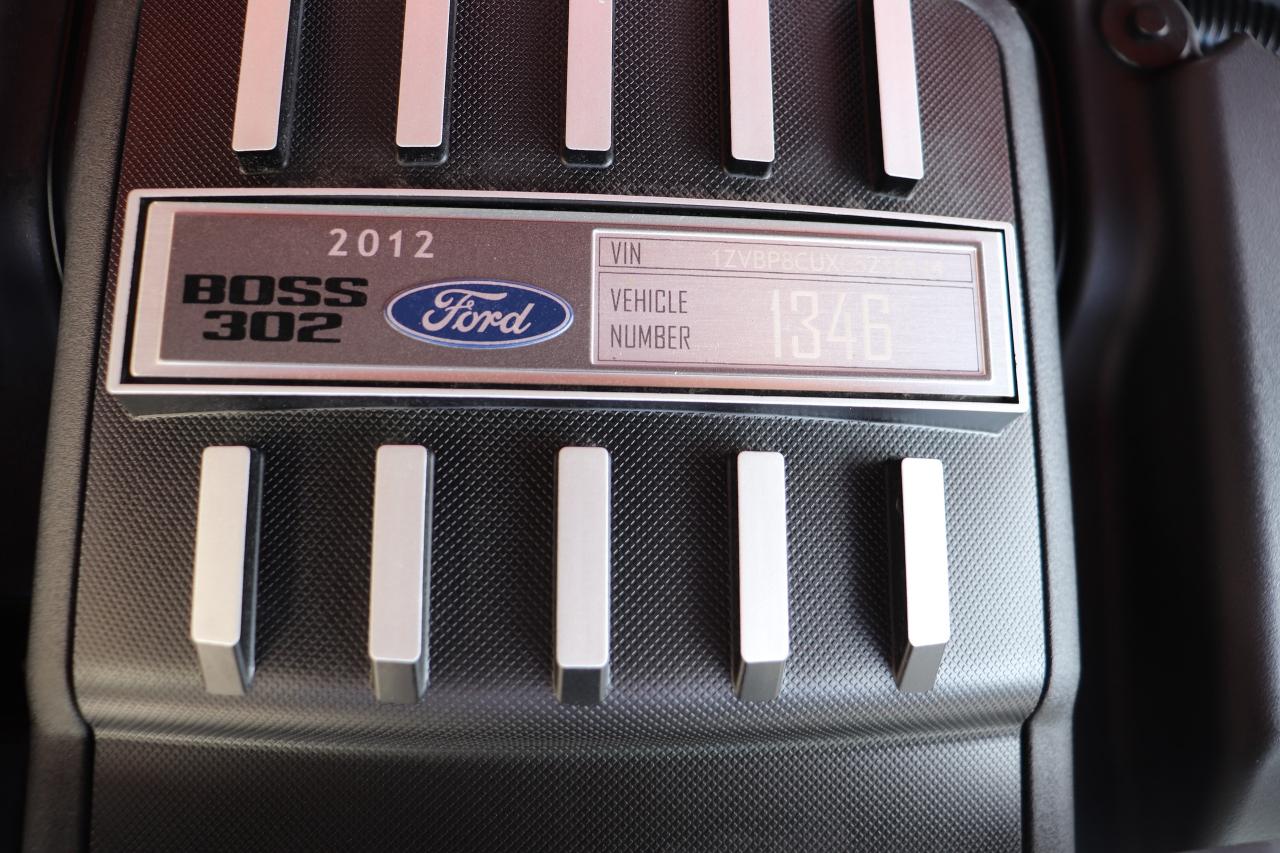 2012
BOSS
302
Ford
VIN
VEHICLE
NUMBER
1346